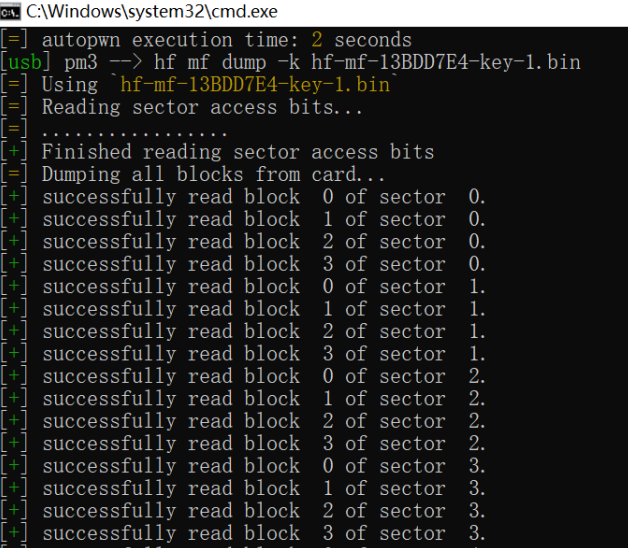 C:\Windows\system32\cmd.exe
[=] autopwn execution time: 2 seconds
[usb] pm3 --> hf mf dump -k hf-mf-13BDD7E4-key-1.bin
[=] Using `hf-mf-13BDD7E4-key-1.bin`
[=] Reading sector access bits...
[=] .................
[+] Finished reading sector access bits
[=] Dumping all blocks from card...
[+] successfully read block  0 of sector  0.
[+] successfully read block  1 of sector  0.
[+] successfully read block  2 of sector  0.
[+] successfully read block  3 of sector  0.
[+] successfully read block  0 of sector  1.
[+] successfully read block  1 of sector  1.
[+] successfully read block  2 of sector  1.
[+] successfully read block  3 of sector  1.
[+] successfully read block  0 of sector  2.
[+] successfully read block  1 of sector  2.
[+] successfully read block  2 of sector  2.
[+] successfully read block  3 of sector  2.
[+] successfully read block  0 of sector  3.
[+] successfully read block  1 of sector  3.
[+] successfully read block  2 of sector  3.
[+] successfully read block  3 of sector  3.